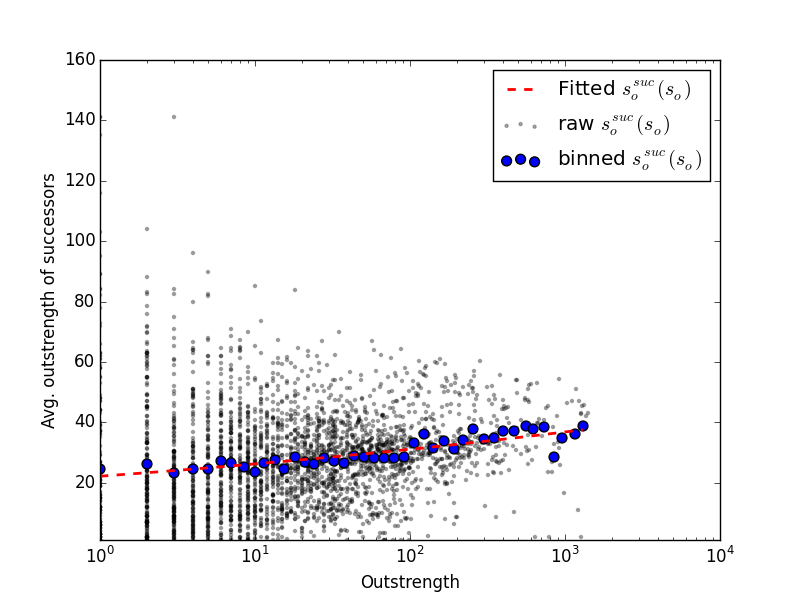 160
140
120
100
80
60
40
20
Avg. outstrength of successors
10^0
10^1
10^2
10^3
10^4
Outstrength
Fitted s_o^{suc}(s_o)
raw s_o^{suc}(s_o)
binned s_o^{suc}(s_o)